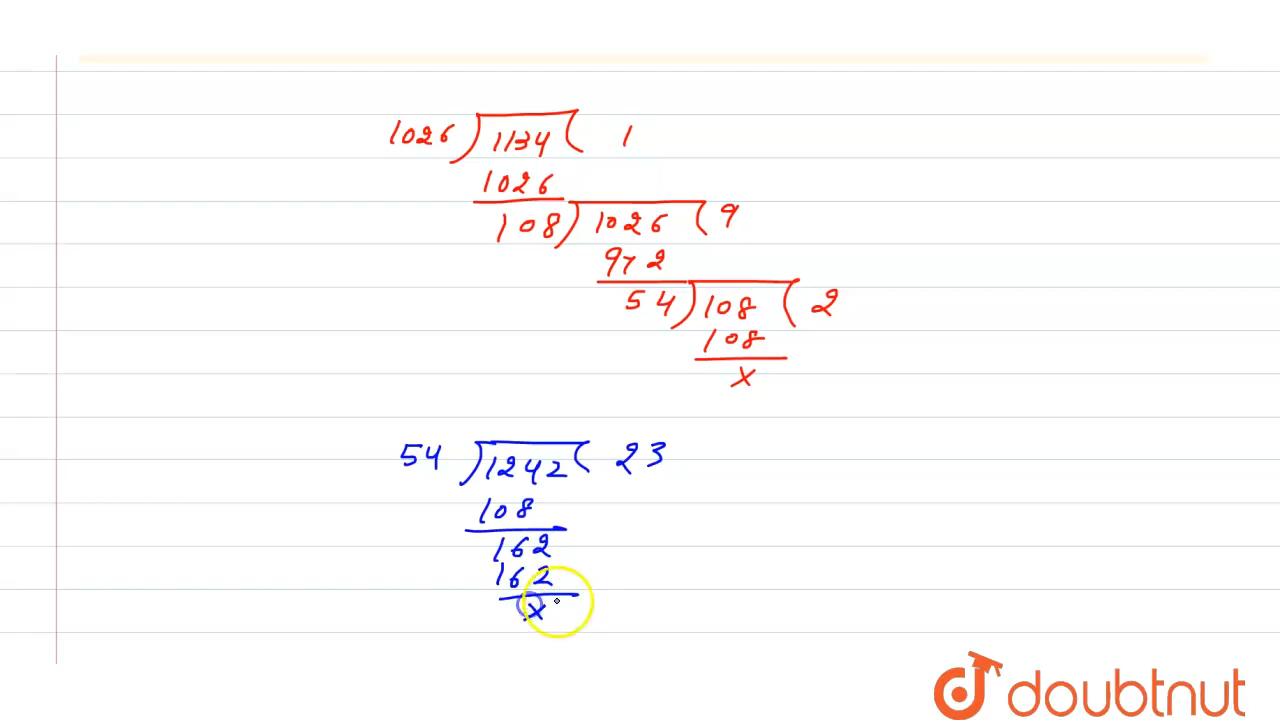 1026 ) 1134 ( 1
1026
108 ) 1026 ( 9
972
54 ) 108 ( 2
108
x
54 ) 1242 ( 23
108
162
162
x
doubtnut